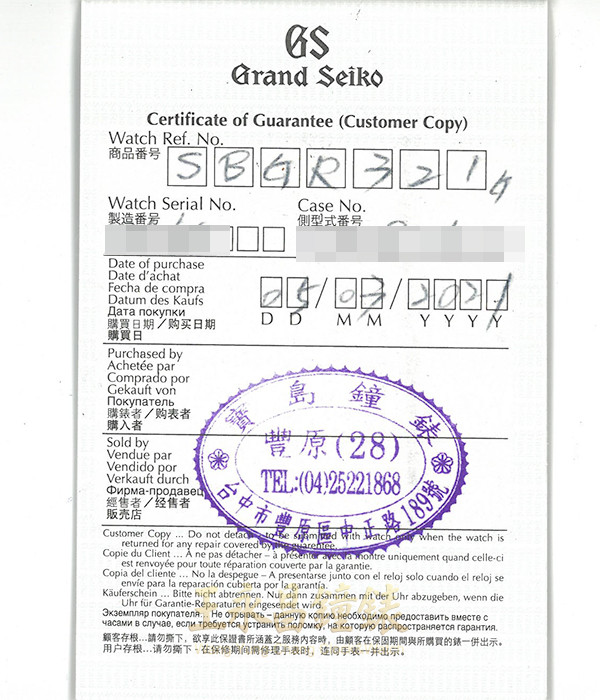 GS
Grand Seiko
Certificate of Guarantee (Customer Copy)
Watch Ref. No.
商品番号
SBGR321G
Watch Serial No.
製造番号
Case No.
側型式番号
Date of purchase
Date d'achat
Fecha de compra
Datum des Kaufs
Дата покупки
購買日期/购买日期
購買日
05/03/2021
DD MM YYYY
Purchased by
Achetée par
Comprado por
Gekauft von
Покупатель
購錶者/购表者
購入者
Sold by
Vendue par
Vendido por
Verkauft durch
Фирма-продавец
經售者/经售者
販売店
寶島鐘錶
豐原(28)
TEL:(04)25221868
台中市豐原區中正路189號
Customer Copy ... Do not detach, to be submitted with watch only when the watch is
returned for any repair covered by the guarantee.
Copie du Client ... A ne pas détacher – à présenter avec la montre uniquement quand celle-ci
est renvoyée pour toute réparation couverte par la garantie.
Copia del cliente ... No la despegue – A presentarse junto con el reloj solo cuando el reloj se
envíe para la reparación cubierta por la garantía.
Käuferschein ... Bitte nicht abtrennen. Nur dann zusammen mit der Uhr abzugeben, wenn die
Uhr für Garantie-Reparaturen eingesendet wird.
Экземпляр покупателя ... Не отрывать – данную копию необходимо предоставить вместе с
часами в случае, если требуется устранить поломку, на которую распространяется гарантия.
顧客存根...請勿撕下，欲享此保證書所涵蓋之服務内容時，由顧客在保固期間與所購買的錶一併出示。
用户存根...请勿撕下 - 在保修期间需修理手表时，连同手表一并出示。